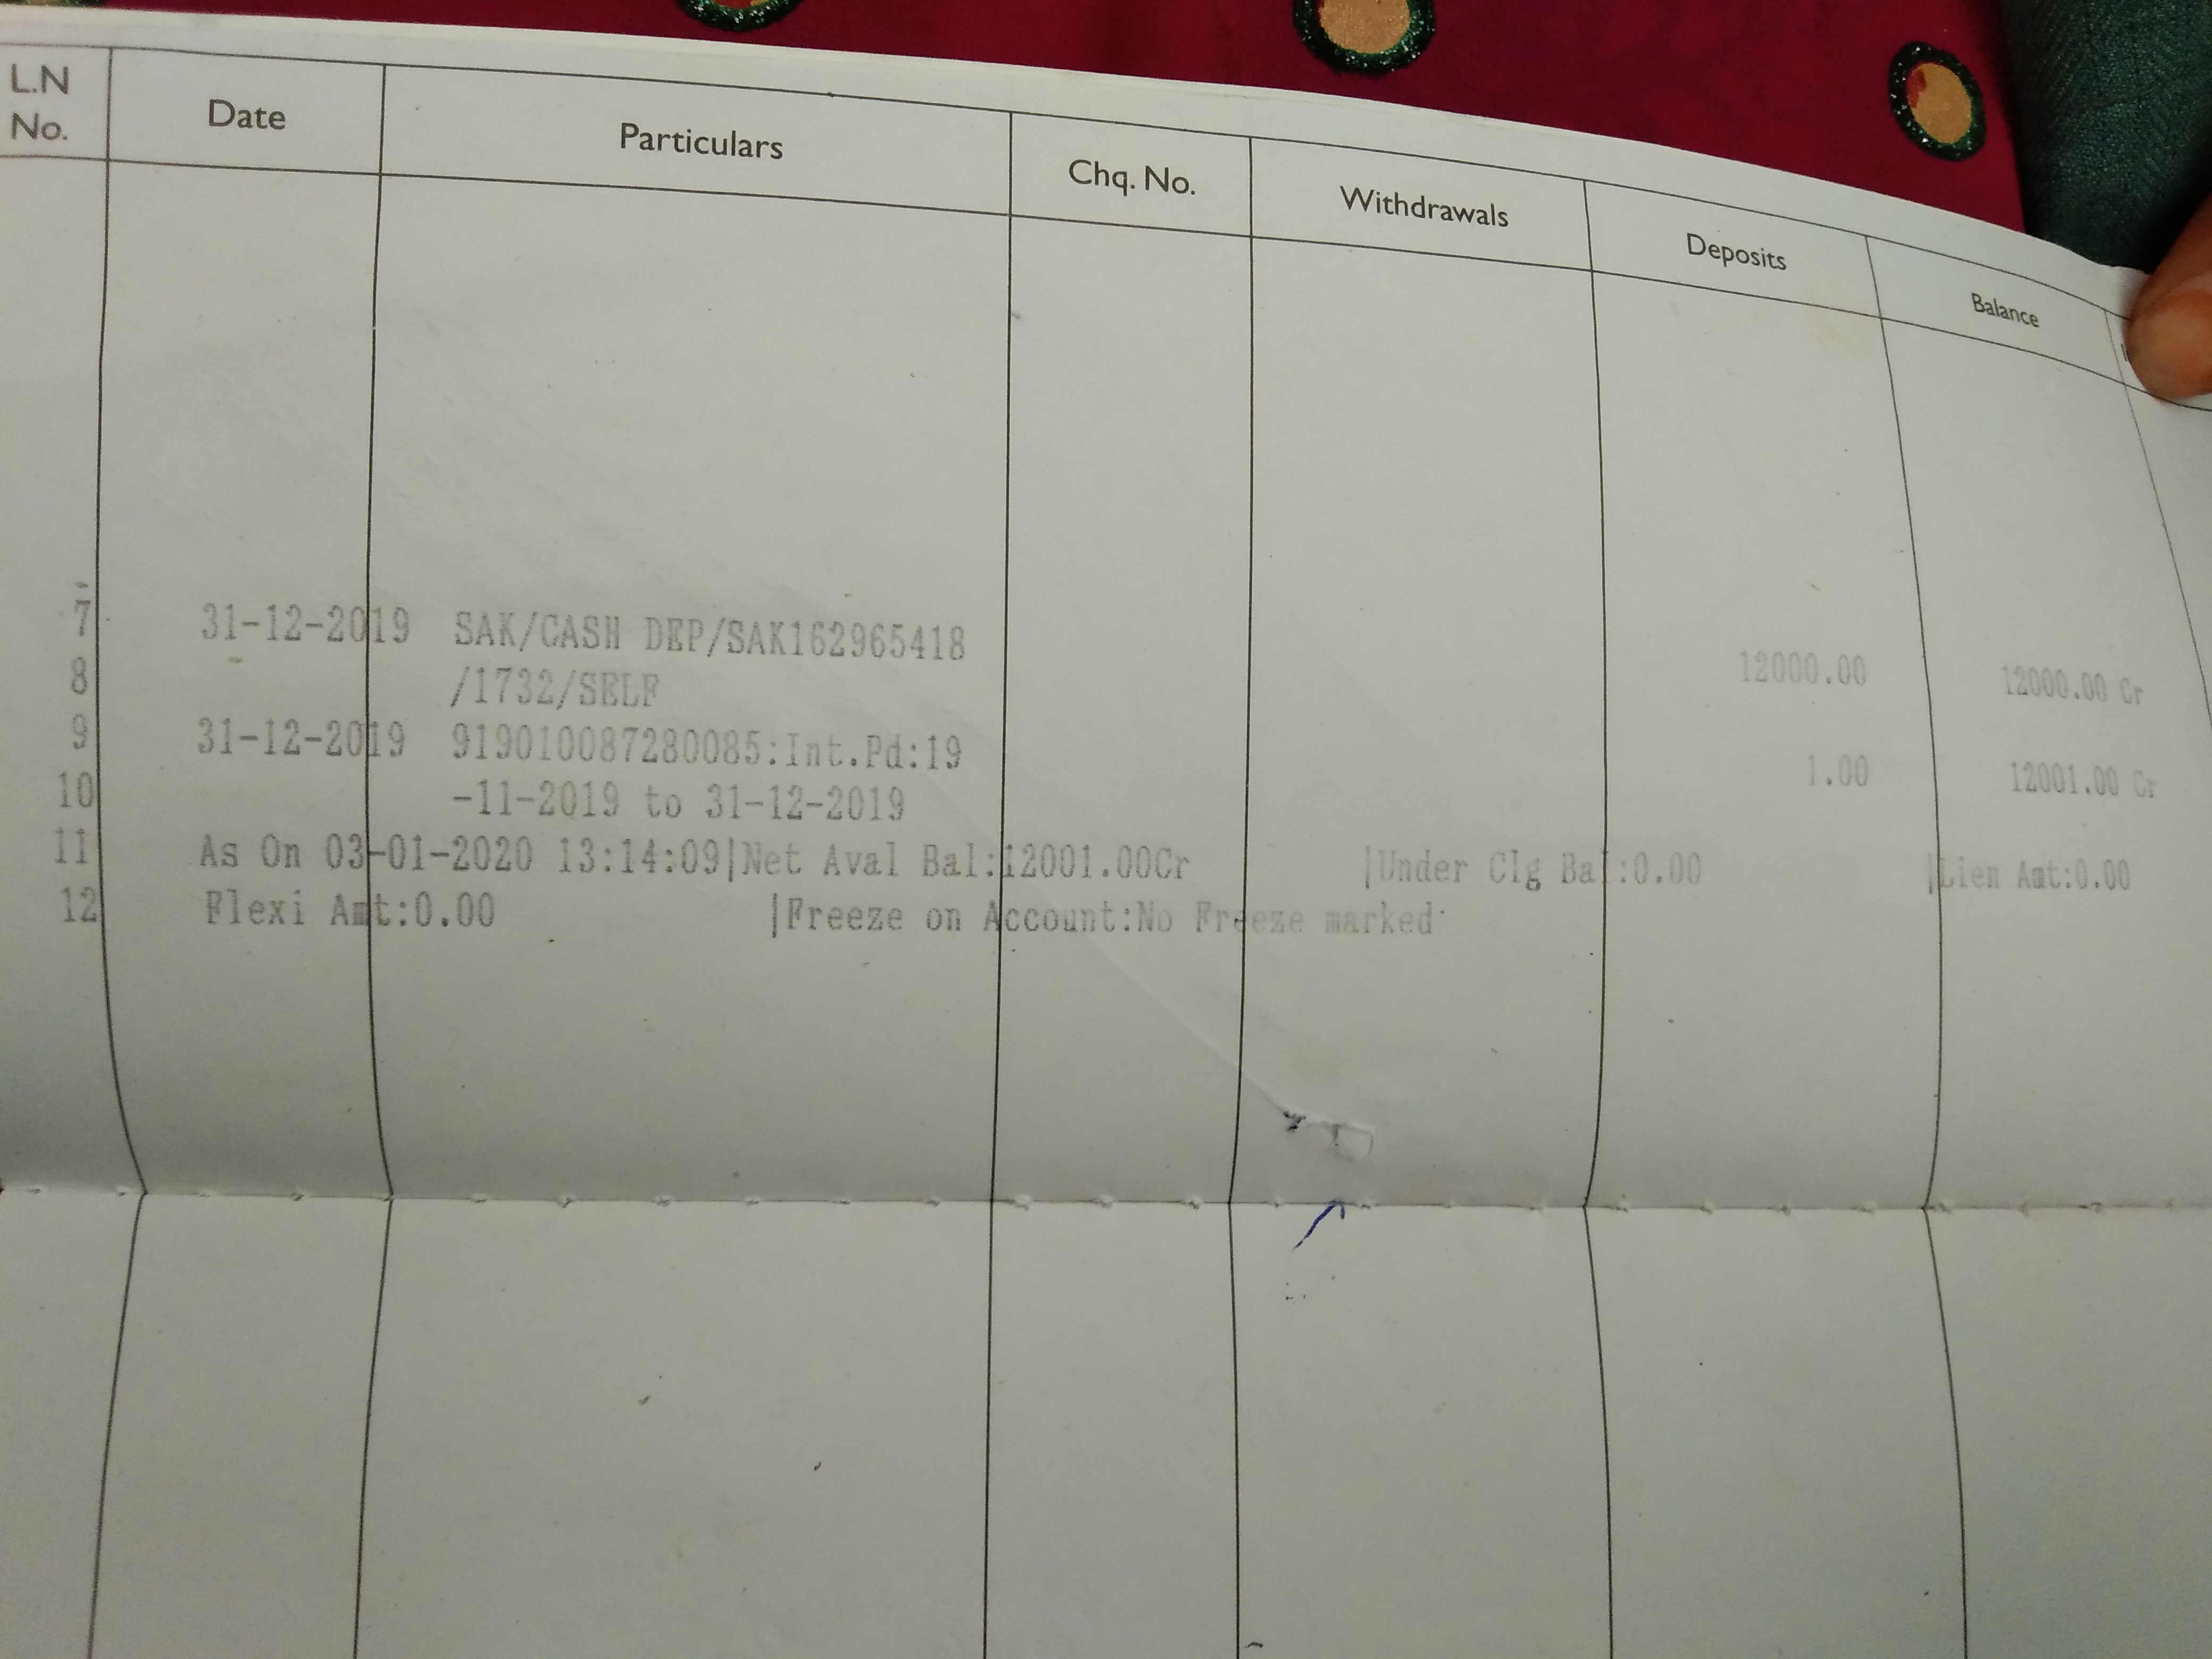 L.N No. Date Particulars Chq. No. Withdrawals Deposits Balance
7 31-12-2019 SAK/CASH DEP/SAK162965418 12000.00 12000.00 Cr
8 /1732/SELF
9 31-12-2019 919010087280085:Int.Pd:19 1.00 12001.00 Cr
10 -11-2019 to 31-12-2019
11 As On 03-01-2020 13:14:09|Net Aval Bal:12001.00Cr |Under Clg Bal:0.00 |Lien Amt:0.00
12 Flexi Amt:0.00 |Freeze on Account:No Freeze marked